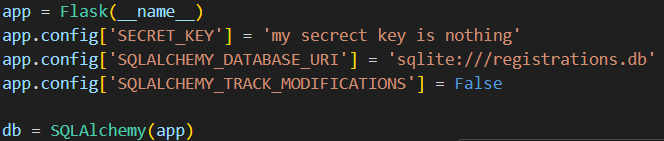 app = Flask(__name__)
app.config['SECRET_KEY'] = 'my secrect key is nothing'
app.config['SQLALCHEMY_DATABASE_URI'] = 'sqlite:///registrations.db'
app.config['SQLALCHEMY_TRACK_MODIFICATIONS'] = False
db = SQLAlchemy(app)